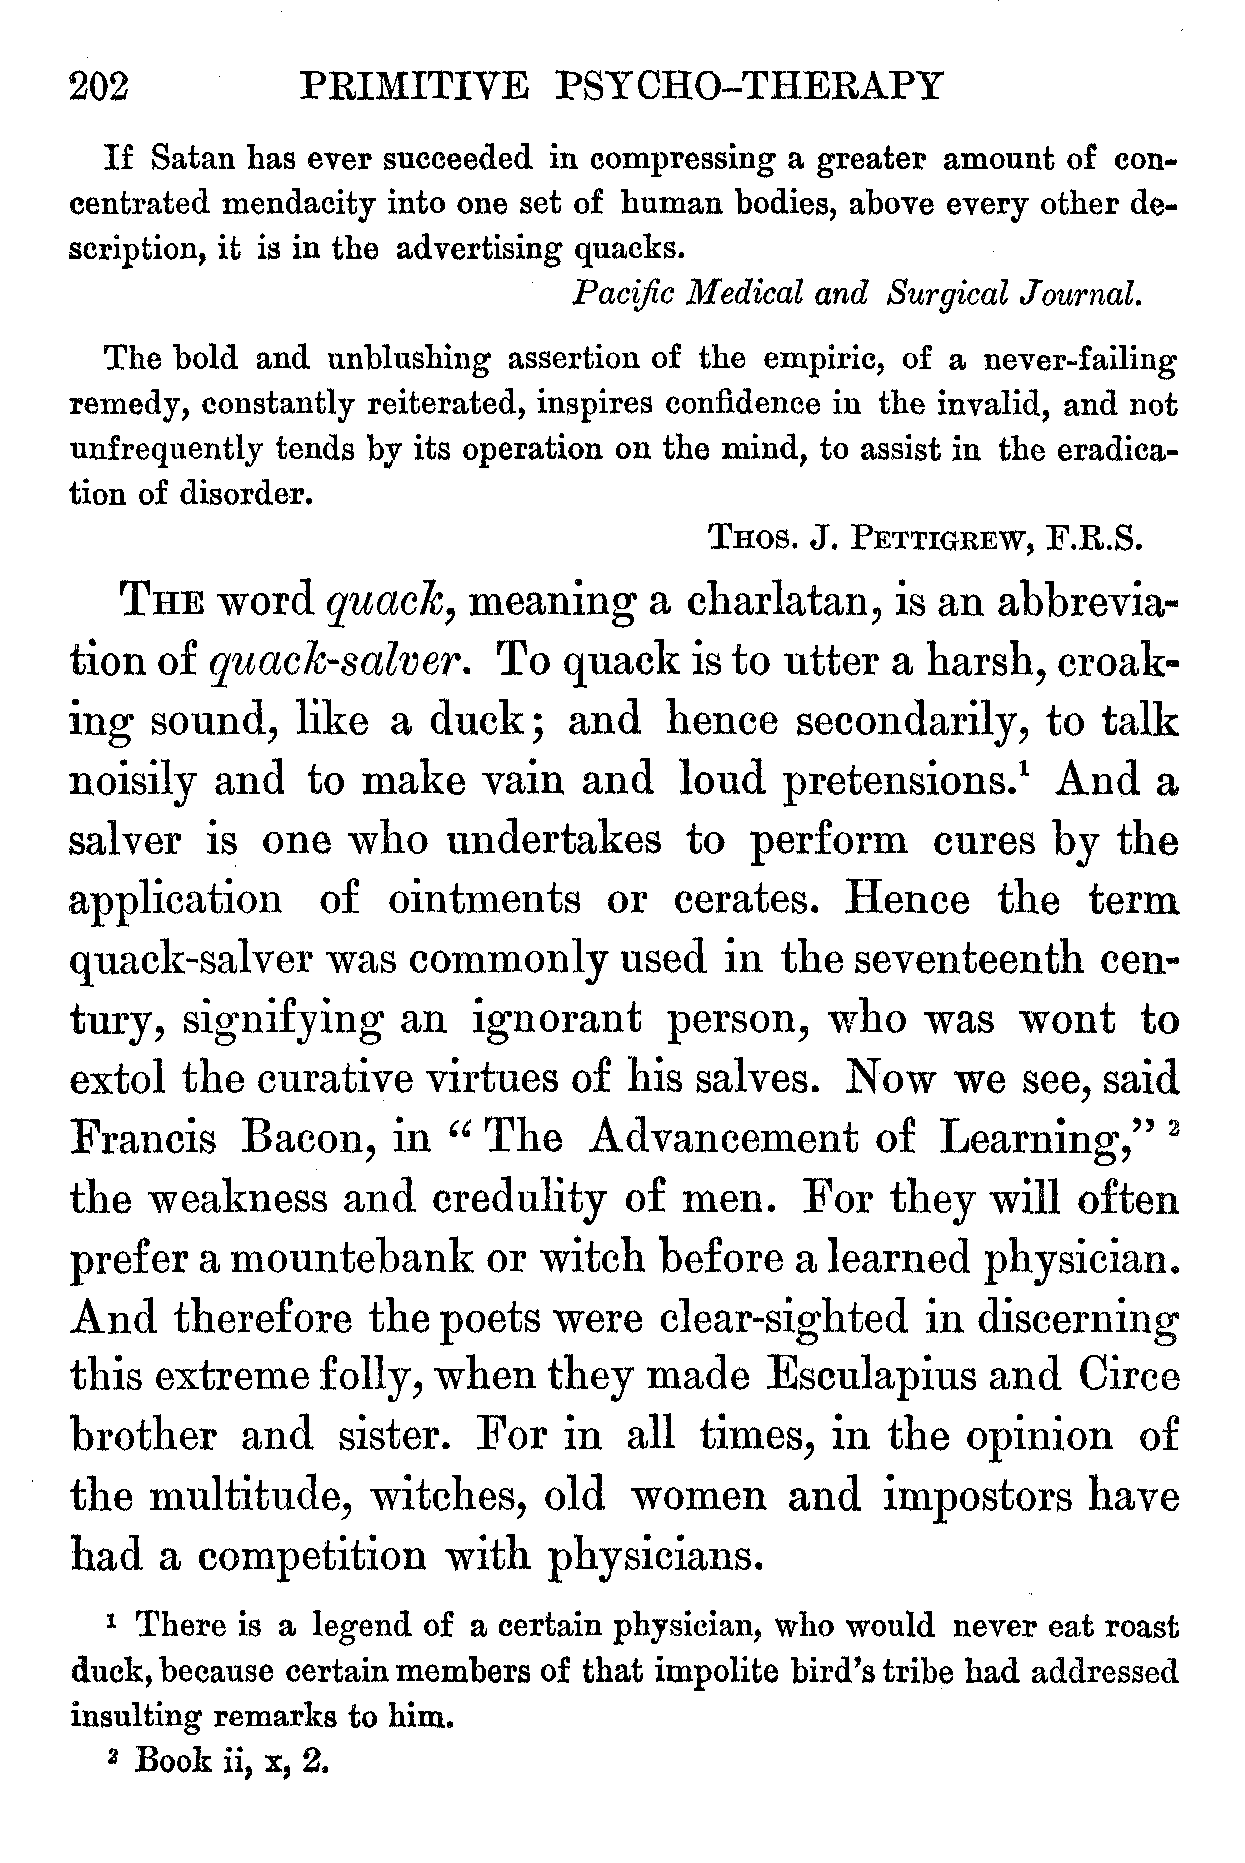 202 PRIMITIVE PSYCHO-THERAPY
If Satan has ever succeeded in compressing a greater amount of con-
centrated mendacity into one set of human bodies, above every other de-
scription, it is in the advertising quacks.
Pacific Medical and Surgical Journal.
The bold and unblushing assertion of the empiric, of a never-failing
remedy, constantly reiterated, inspires confidence in the invalid, and not
unfrequently tends by its operation on the mind, to assist in the eradica-
tion of disorder.
THOS. J. PETTIGREW, F.R.S.
THE word quack, meaning a charlatan, is an abbrevia-
tion of quack-salver. To quack is to utter a harsh, croak-
ing sound, like a duck; and hence secondarily, to talk
noisily and to make vain and loud pretensions.¹ And a
salver is one who undertakes to perform cures by the
application of ointments or cerates. Hence the term
quack-salver was commonly used in the seventeenth cen-
tury, signifying an ignorant person, who was wont to
extol the curative virtues of his salves. Now we see, said
Francis Bacon, in “ The Advancement of Learning,” ²
the weakness and credulity of men. For they will often
prefer a mountebank or witch before a learned physician.
And therefore the poets were clear-sighted in discerning
this extreme folly, when they made Esculapius and Circe
brother and sister. For in all times, in the opinion of
the multitude, witches, old women and impostors have
had a competition with physicians.
¹ There is a legend of a certain physician, who would never eat roast
duck, because certain members of that impolite bird's tribe had addressed
insulting remarks to him.
² Book ii, x, 2.